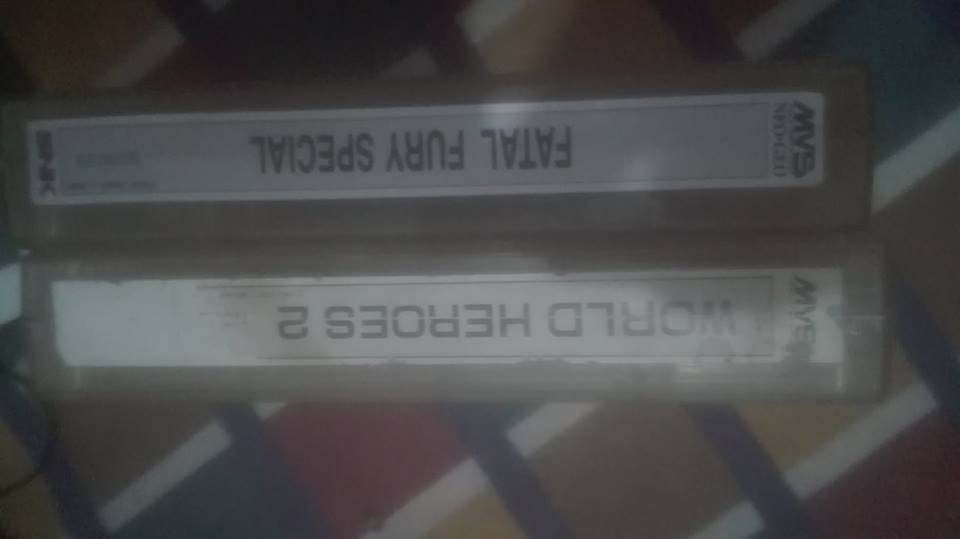 MVS
NEO•GEO
FATAL FURY SPECIAL
SNK
MVS
WORLD HEROES 2